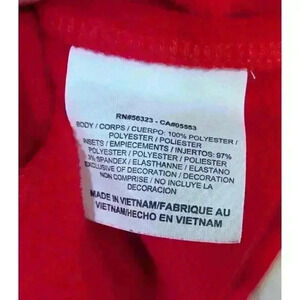 RN#56323 - CA#05553
BODY / CORPS / CUERPO: 100% POLYESTER /
POLYESTER / POLIESTER
INSETS / EMPIECEMENTS / INJERTOS: 97%
POLYESTER / POLYESTER / POLIESTER
3% SPANDEX / ELASTHANNE / ELASTANO
EXCLUSIVE OF DECORATION / DECORATION
NON COMPRISE / NO INCLUYE LA
DECORACION
MADE IN VIETNAM/FABRIQUE AU
VIETNAM/HECHO EN VIETNAM